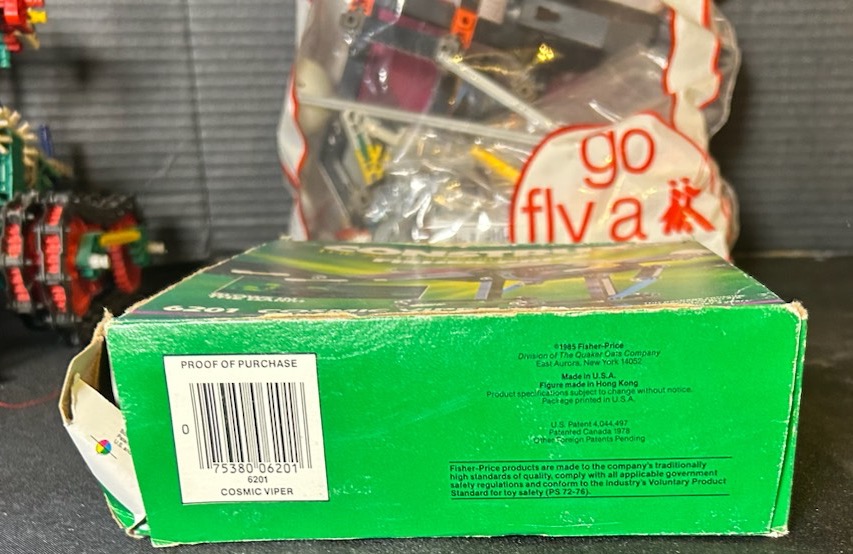 go
fly a
6201
PROOF OF PURCHASE
0
75380 06201
6201
COSMIC VIPER
©1985 Fisher-Price
Division of The Quaker Oats Company
East Aurora, New York 14052
Made in U.S.A.
Figure made in Hong Kong
Product specifications subject to change without notice.
Package printed in U.S.A.
U.S. Patent 4,044,497
Patented Canada 1978
Other Foreign Patents Pending
Fisher-Price products are made to the company's traditionally
high standards of quality, comply with all applicable government
safety regulations and conform to the industry's Voluntary Product
Standard for toy safety (PS 72-76).